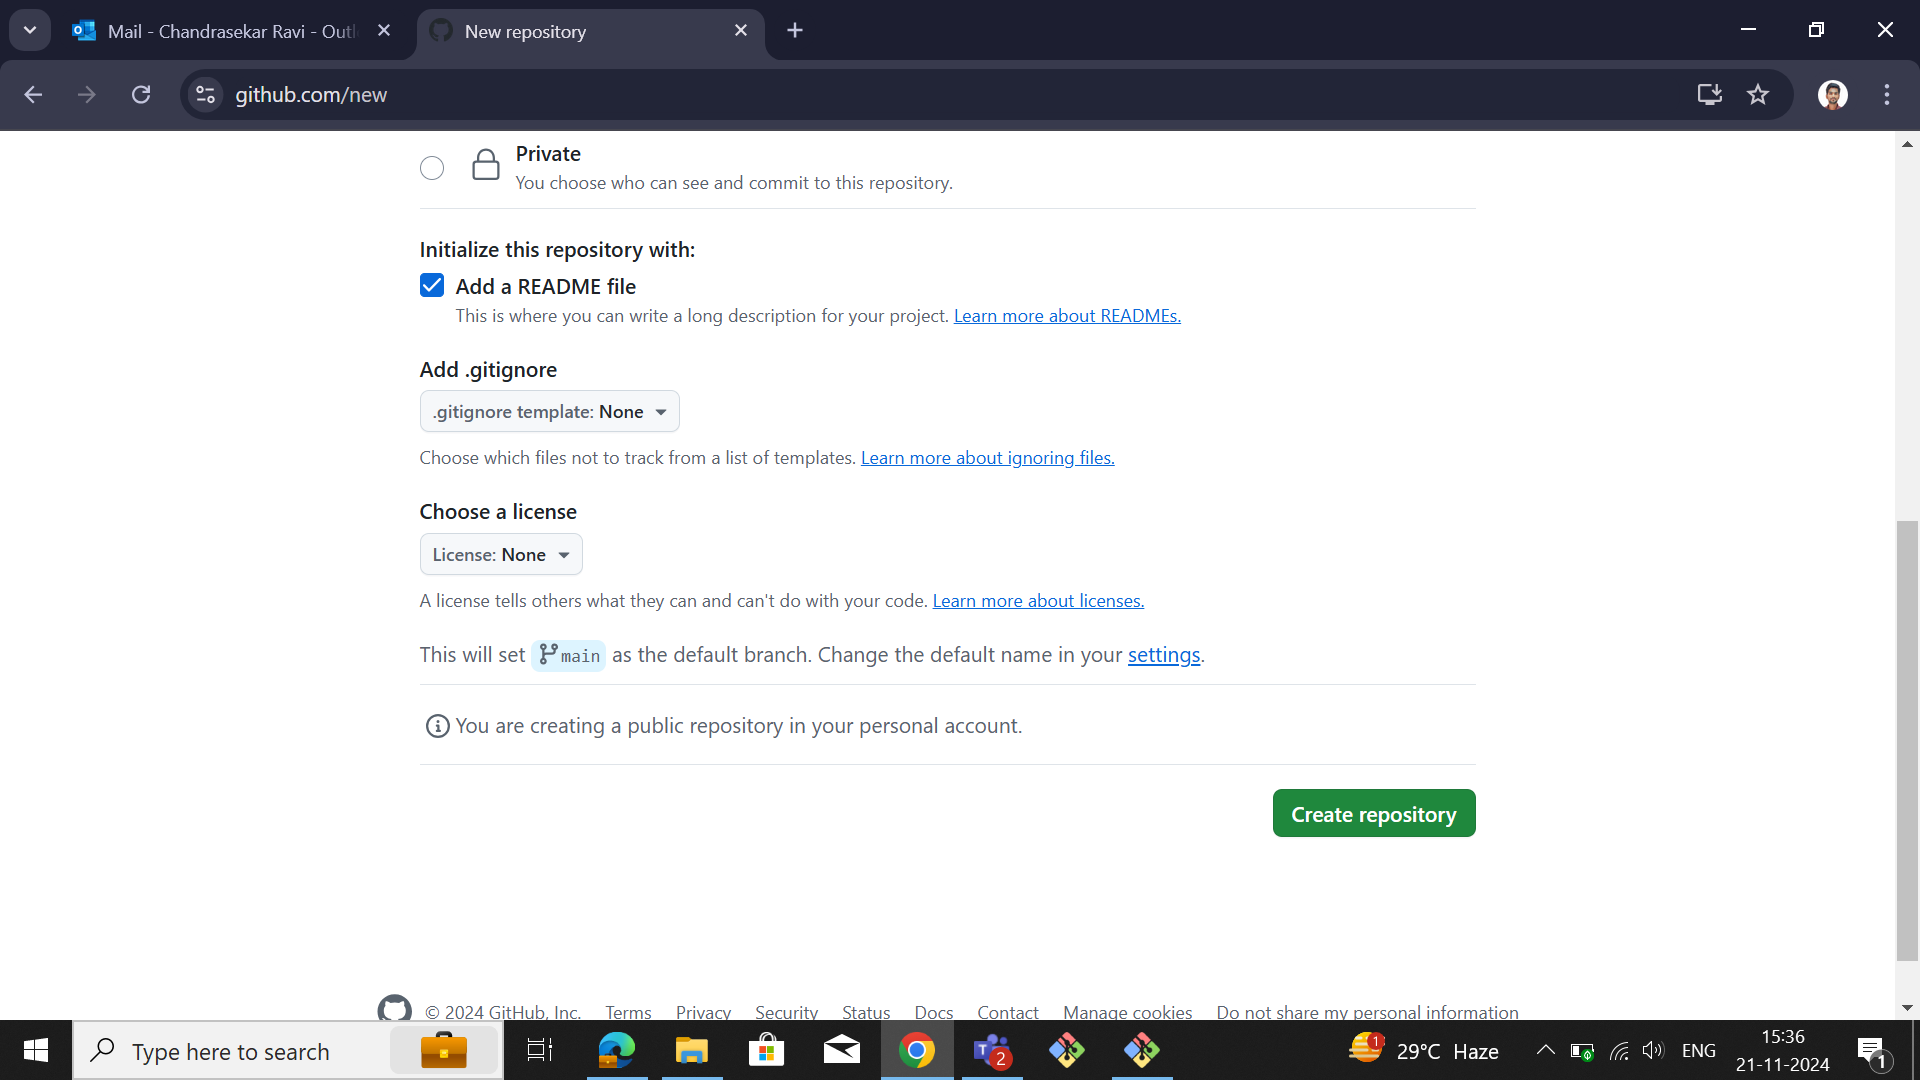 Mail - Chandrasekar Ravi - Outl
New repository
github.com/new
Private
You choose who can see and commit to this repository.
Initialize this repository with:
Add a README file
This is where you can write a long description for your project. Learn more about READMEs.
Add .gitignore
.gitignore template: None
Choose which files not to track from a list of templates. Learn more about ignoring files.
Choose a license
License: None
A license tells others what they can and can't do with your code. Learn more about licenses.
This will set main as the default branch. Change the default name in your settings.
You are creating a public repository in your personal account.
Create repository
© 2024 GitHub, Inc. Terms Privacy Security Status Docs Contact Manage cookies Do not share my personal information
Type here to search
2
1
29°C Haze
ENG
15:36
21-11-2024
1